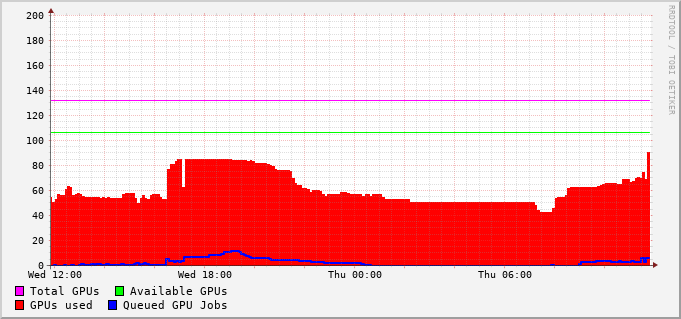 200
180
160
140
120
100
80
60
40
20
0
Wed 12:00 Wed 18:00 Thu 00:00 Thu 06:00
Total GPUs Available GPUs
GPUs used Queued GPU Jobs
RRDTOOL / TOBI OETIKER